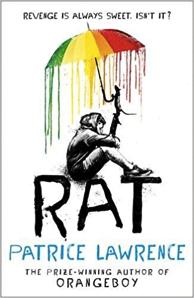 REVENGE IS ALWAYS SWEET. ISN'T IT?
RAT
PATRICE LAWRENCE
THE PRIZE-WINNING AUTHOR OF
ORANGEBOY